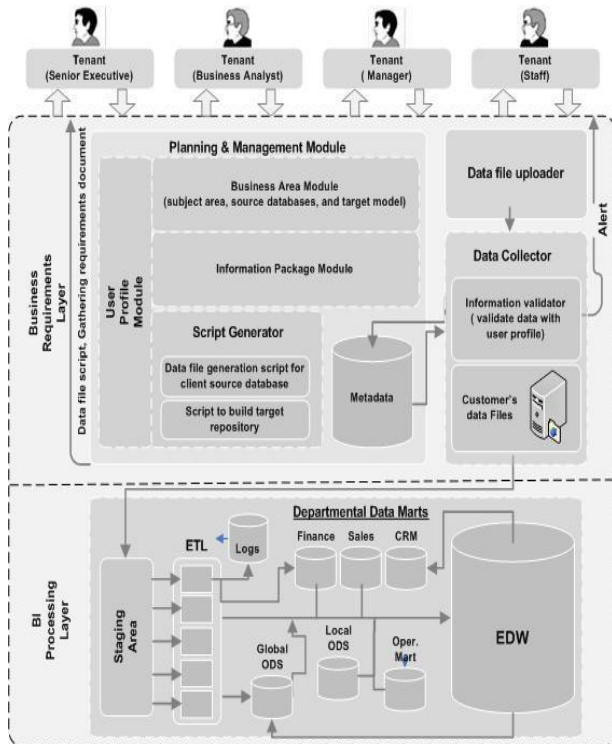 Tenant
(Senior Executive)
Tenant
(Business Analyst)
Tenant
( Manager)
Tenant
(Staff)
Business
Requirements
Layer
Data file script, Gathering requirements document
Planning & Management Module
User
Profile
Module
Business Area Module
(subject area, source databases, and target model)
Information Package Module
Script Generator
Data file generation script for
client source database
Script to build target
repository
Metadata
Data file uploader
Data Collector
Information validator
( validate data with
user profile)
Customer's
data Files
Alert
BI
Processing
Layer
Staging
Area
ETL
Logs
Departmental Data Marts
Finance
Sales
CRM
Global
ODS
Local
ODS
Oper.
Mart
EDW